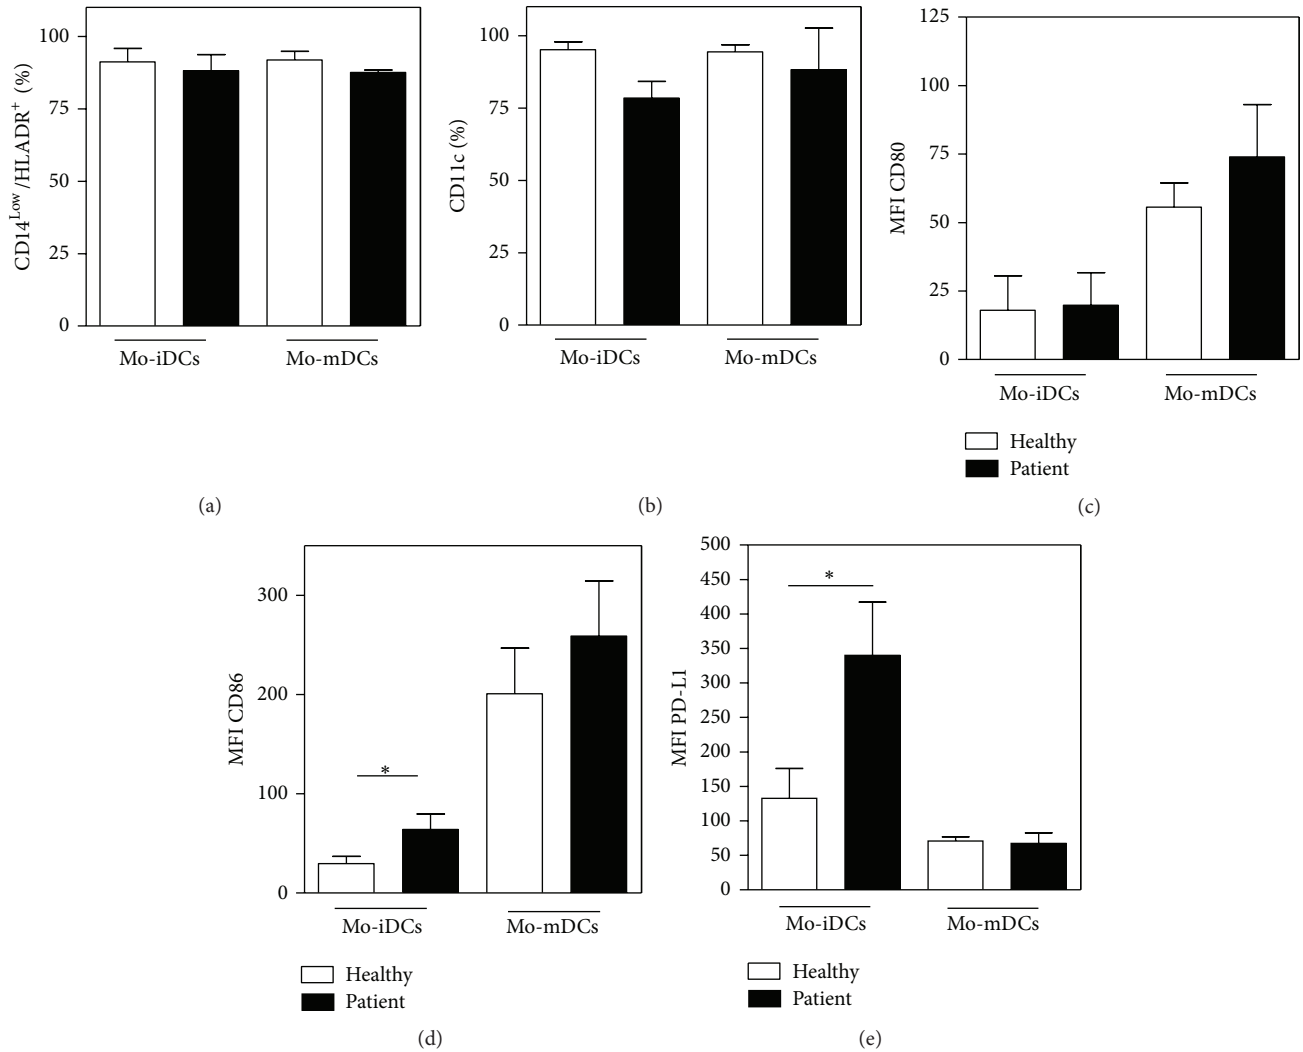 100
75
50
25
0
CD14Low/HLADR+ (%)
Mo-iDCs
Mo-mDCs
(a)
100
75
50
25
0
CD11c (%)
Mo-iDCs
Mo-mDCs
(b)
125
100
75
50
25
0
MFI CD80
Mo-iDCs
Mo-mDCs
Healthy
Patient
(c)
300
200
100
0
MFI CD86
*
Mo-iDCs
Mo-mDCs
Healthy
Patient
(d)
500
450
400
350
300
250
200
150
100
50
0
MFI PD-L1
*
Mo-iDCs
Mo-mDCs
Healthy
Patient
(e)